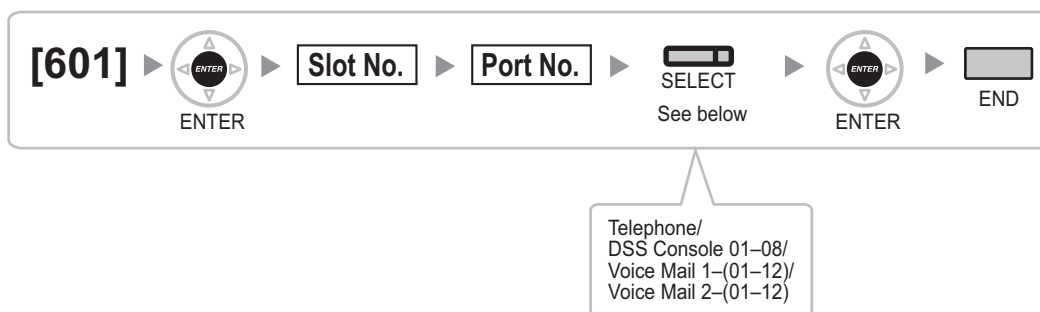 [601]
ENTER
ENTER
Slot No.
Port No.
SELECT
See below
ENTER
ENTER
END
Telephone/
DSS Console 01–08/
Voice Mail 1–(01–12)/
Voice Mail 2–(01–12)